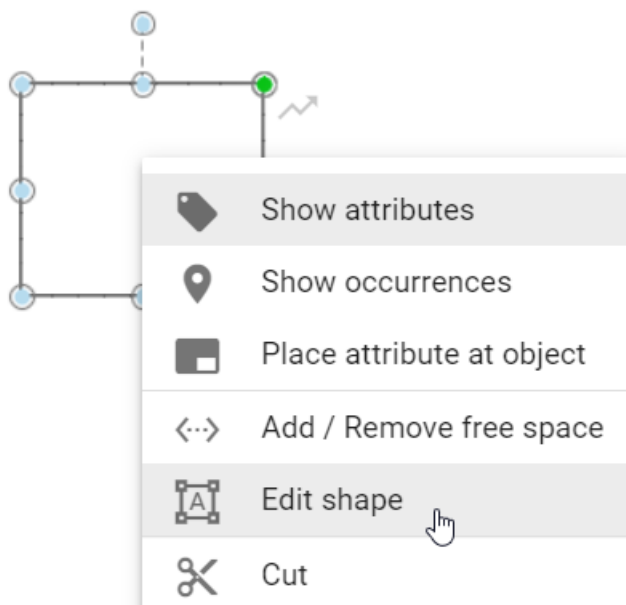 Show attributes
Show occurrences
Place attribute at object
Add / Remove free space
A Edit shape
Cut